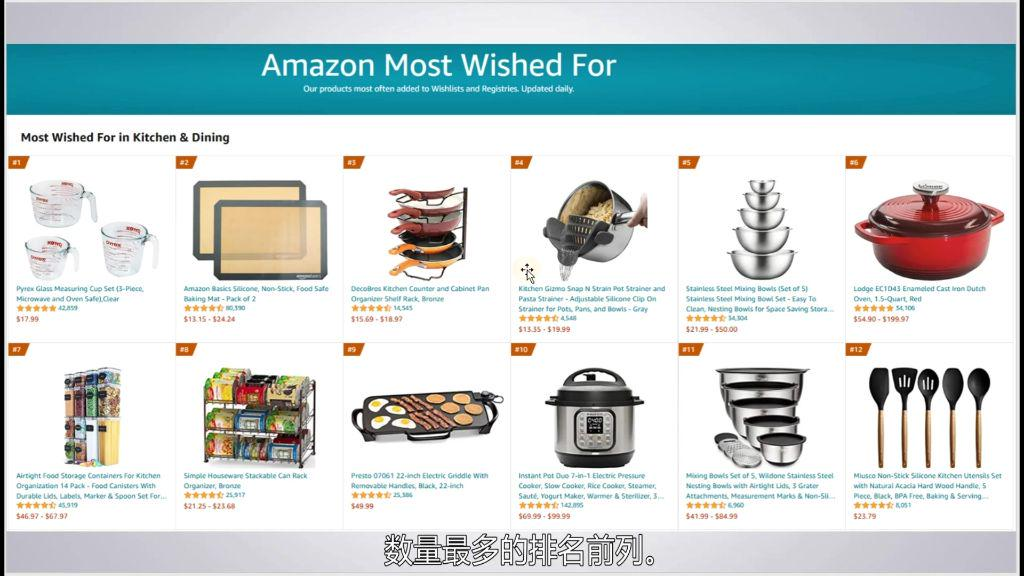 Amazon Most Wished For
Our products most often added to Wishlists and Registries. Updated daily.
Most Wished For in Kitchen & Dining
#1
#2
#3
#4
#5
#6
Pyrex Glass Measuring Cup Set (3-Piece,
Microwave and Oven Safe),Clear
42,859
$17.99
Amazon Basics Silicone, Non-Stick, Food Safe
Baking Mat - Pack of 2
80,390
$13.15 - $24.24
DecoBros Kitchen Counter and Cabinet Pan
Organizer Shelf Rack, Bronze
14,545
$15.69 - $18.97
Kitchen Gizmo Snap N Strain Pot Strainer and
Pasta Strainer - Adjustable Silicone Clip On
Strainer for Pots, Pans, and Bowls - Gray
4,548
$13.35 - $19.99
Stainless Steel Mixing Bowls (Set of 5)
Stainless Steel Mixing Bowl Set - Easy To
Clean, Nesting Bowls for Space Saving Stora...
34,304
$21.99 - $50.00
Lodge EC1D43 Enameled Cast Iron Dutch
Oven, 1.5-Quart, Red
34,106
$54.90 - $199.97
#7
#8
#9
#10
#11
#12
Airtight Food Storage Containers For Kitchen
Organization 14 Pack - Food Canisters With
Durable Lids, Labels, Marker & Spoon Set For...
45,919
$46.97 - $67.97
Simple Houseware Stackable Can Rack
Organizer, Bronze
25,917
$21.25 - $23.68
Presto 07061 22-inch Electric Griddle With
Removable Handles, Black, 22-inch
25,386
$49.99
Instant Pot Duo 7-in-1 Electric Pressure
Cooker, Slow Cooker, Rice Cooker, Steamer,
Sauté, Yogurt Maker, Warmer & Sterilizer, 3...
142,895
$69.99 - $99.99
Mixing Bowls Set of 5, Wildone Stainless Steel
Nesting Bowls with Airtight Lids, 3 Grater
Attachments, Measurement Marks & Non-Sli...
6,960
$41.99 - $84.99
Miusco Non-Stick Silicone Kitchen Utensils Set
with Natural Acacia Hard Wood Handle, 5
Piece, Black, BPA Free, Baking & Serving...
8,051
$23.79
数量最多的排名前列。